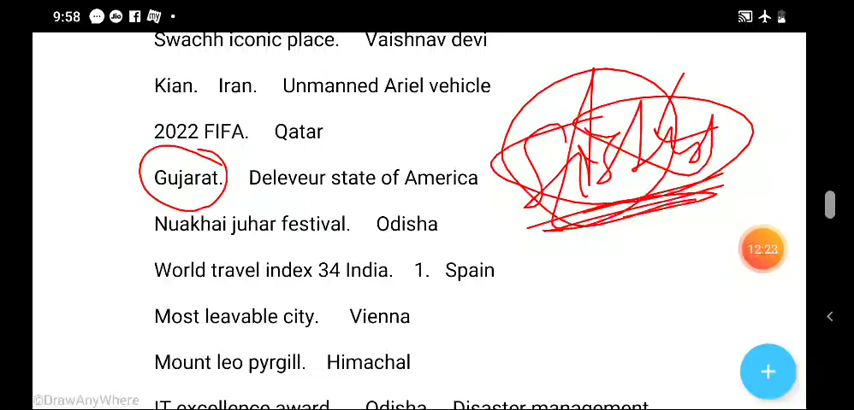 9:58
Swachh iconic place. Vaishnav devi
Kian. Iran. Unmanned Ariel vehicle
2022 FIFA. Qatar
Gujarat. Deleveur state of America
Nuakhai juhar festival. Odisha
12:23
World travel index 34 India. 1. Spain
Most leavable city. Vienna
Mount leo pyrgill. Himachal
©DrawAnyWhere
IT excellence award. Odisha Disaster management